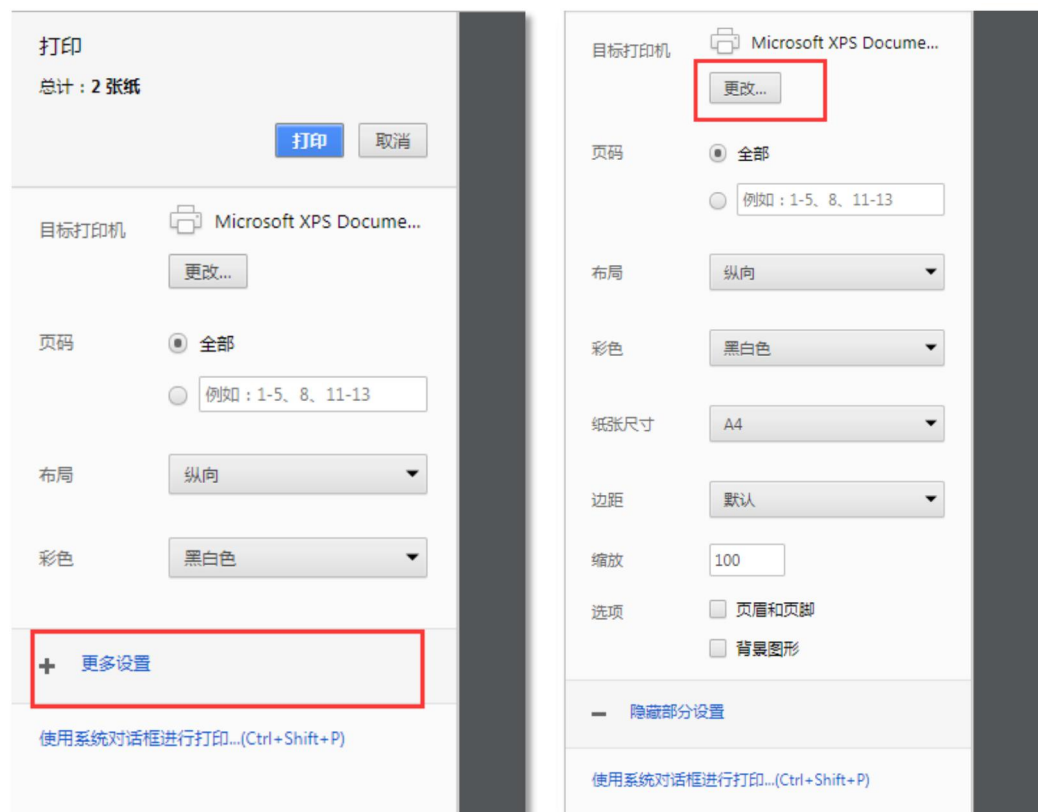 打印
总计：2 张纸
打印
取消
目标打印机
Microsoft XPS Docume...
更改...
页码
全部
例如：1-5、8、11-13
布局
纵向
彩色
黑白色
更多设置
使用系统对话框进行打印...(Ctrl+Shift+P)
目标打印机
Microsoft XPS Docume...
更改...
页码
全部
例如：1-5、8、11-13
布局
纵向
彩色
黑白色
纸张尺寸
A4
边距
默认
缩放
100
选项
页眉和页脚
背景图形
隐藏部分设置
使用系统对话框进行打印...(Ctrl+Shift+P)